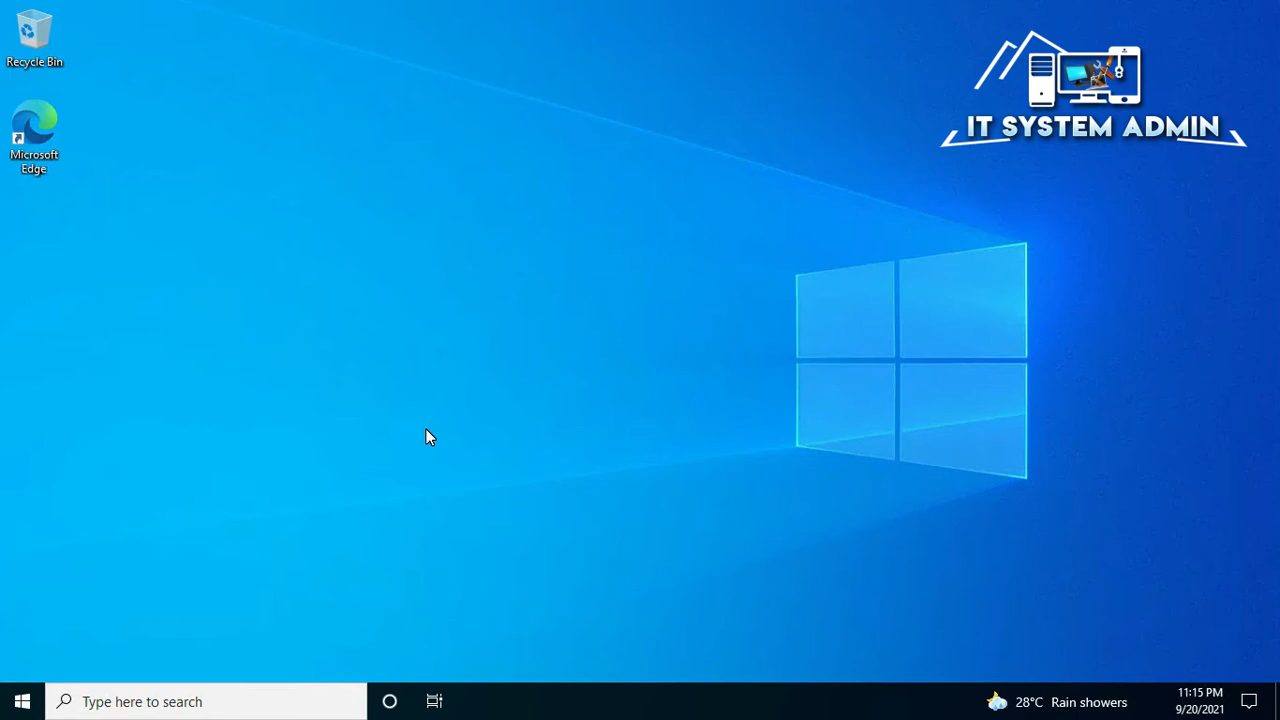 Recycle Bin
IT SYSTEM ADMIN
Microsoft
Edge
Type here to search
28°C Rain showers
11:15 PM
9/20/2021